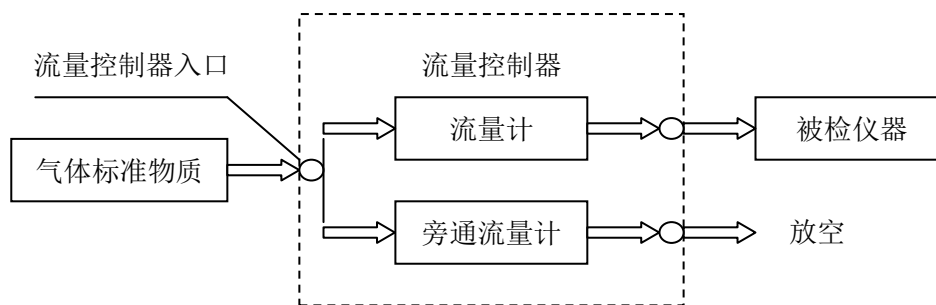 流量控制器入口
流量控制器
流量计
被检仪器
气体标准物质
旁通流量计
放空